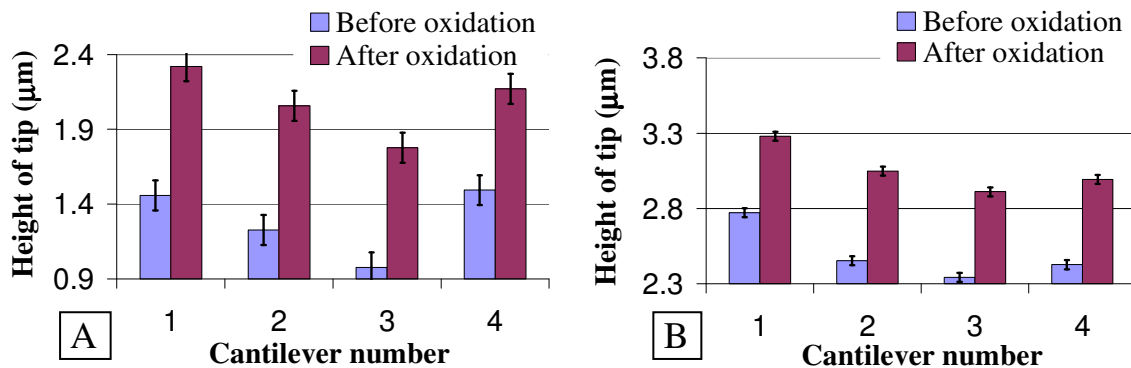 Before oxidation
After oxidation
Height of tip (μm)
2.4
1.9
1.4
0.9
1 2 3 4
Cantilever number
A
Before oxidation
After oxidation
Height of tip (μm)
3.8
3.3
2.8
2.3
1 2 3 4
Cantilever number
B